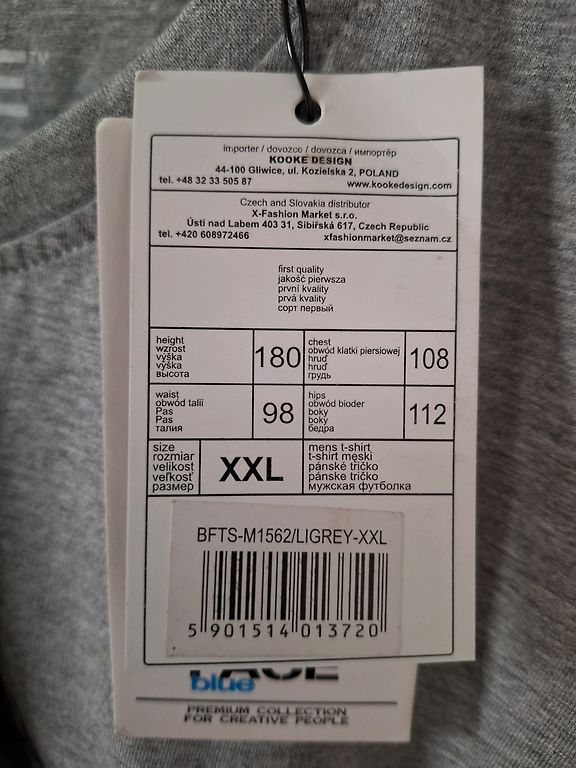 importer / dovozce / dovozca / импортёр
KOOKE DESIGN
44-100 Gliwice, ul. Kozielska 2, POLAND
tel. +48 32 33 505 87 www.kookedesign.com
Czech and Slovakia distributor
X-Fashion Market s.r.o.
Ústí nad Labem 403 31, Sibiřská 617, Czech Republic
tel. +420 608972466 xfashionmarket@seznam.cz
first quality
jakość pierwsza
první kvality
prvá kvality
сорт первый
height
wzrost
výška
výška
высота
180
chest
obwód klatki piersiowej
hruď
hruď
грудь
108
waist
obwód talii
Pas
Pas
талия
98
hips
obwód bioder
boky
boky
бедра
112
size
rozmiar
velikost
veľkosť
размер
XXL
mens t-shirt
t-shirt męski
pánské tričko
pánske tričko
мужская футболка
BFTS-M1562/LIGREY-XXL
5 901514 013720
blue
PREMIUM COLLECTION
FOR CREATIVE PEOPLE